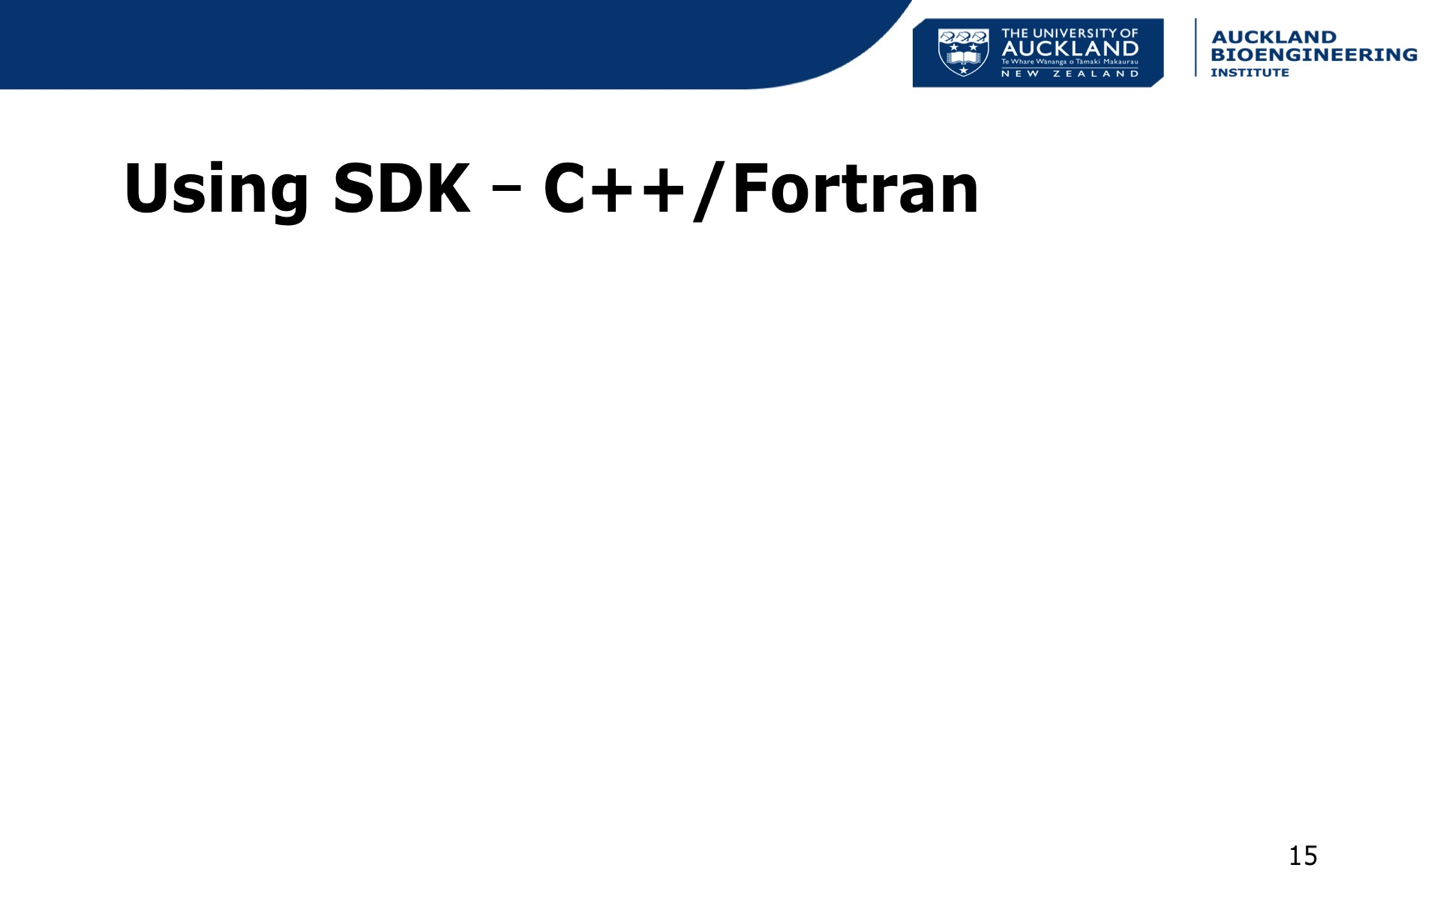 THE UNIVERSITY OF
AUCKLAND
Te Whare Wānanga o Tāmaki Makaurau
NEW ZEALAND
AUCKLAND
BIOENGINEERING
INSTITUTE
Using SDK – C++/Fortran
15